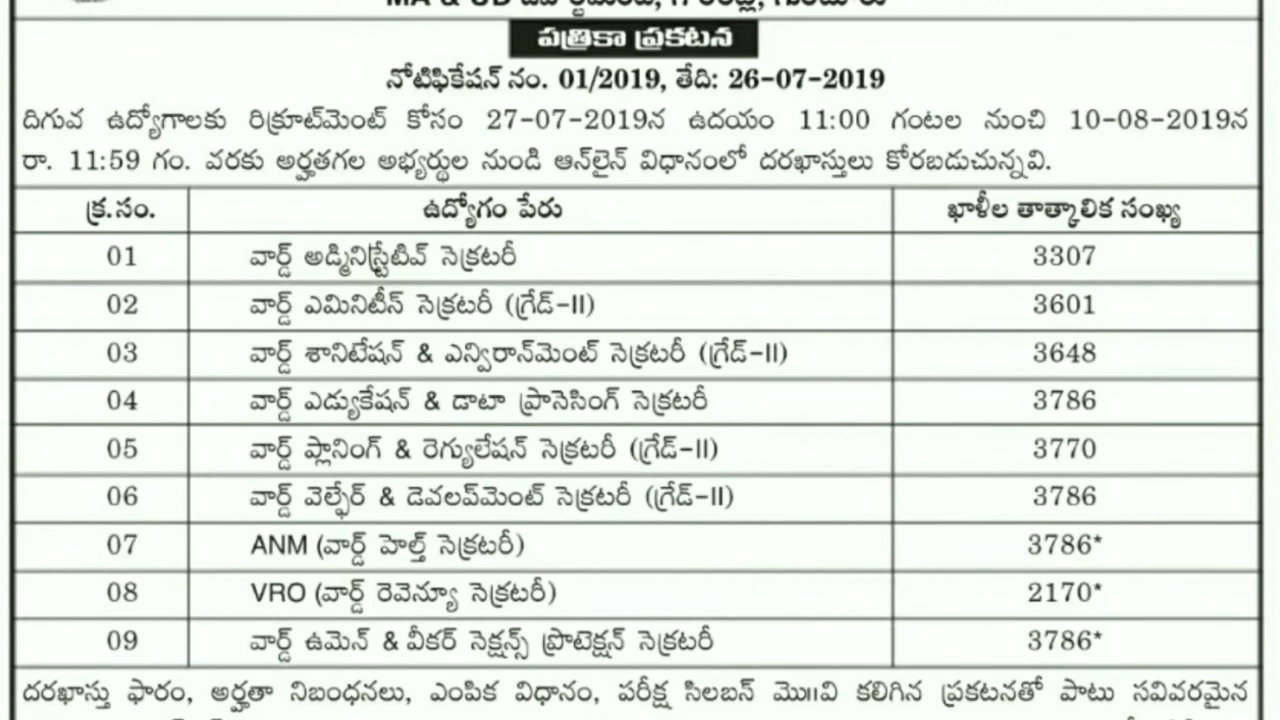 పత్రికా ప్రకటన
నోటిఫికేషన్ నం. 01/2019, తేది: 26-07-2019
దిగువ ఉద్యోగాలకు రిక్రూట్‌మెంట్ కోసం 27-07-2019న ఉదయం 11:00 గంటల నుంచి 10-08-2019న
రా. 11:59 గం. వరకు అర్హతగల అభ్యర్థుల నుండి ఆన్‌లైన్ విధానంలో దరఖాస్తులు కోరబడుచున్నవి.
క్ర.సం. ఉద్యోగం పేరు ఖాళీల తాత్కాలిక సంఖ్య
01 వార్డ్ అడ్మినిస్ట్రేటివ్ సెక్రటరీ 3307
02 వార్డ్ ఎమినిటీస్ సెక్రటరీ (గ్రేడ్-II) 3601
03 వార్డ్ శానిటేషన్ & ఎన్విరాన్‌మెంట్ సెక్రటరీ (గ్రేడ్-II) 3648
04 వార్డ్ ఎడ్యుకేషన్ & డాటా ప్రాసెసింగ్ సెక్రటరీ 3786
05 వార్డ్ ప్లానింగ్ & రెగ్యులేషన్ సెక్రటరీ (గ్రేడ్-II) 3770
06 వార్డ్ వెల్ఫేర్ & డెవలప్‌మెంట్ సెక్రటరీ (గ్రేడ్-II) 3786
07 ANM (వార్డ్ హెల్త్ సెక్రటరీ) 3786*
08 VRO (వార్డ్ రెవెన్యూ సెక్రటరీ) 2170*
09 వార్డ్ ఉమెన్ & వీకర్ సెక్షన్స్ ప్రొటెక్షన్ సెక్రటరీ 3786*
దరఖాస్తు ఫారం, అర్హతా నిబంధనలు, ఎంపిక విధానం, పరీక్ష సిలబస్ మొ॥వి కలిగిన ప్రకటనతో పాటు సవివరమైన